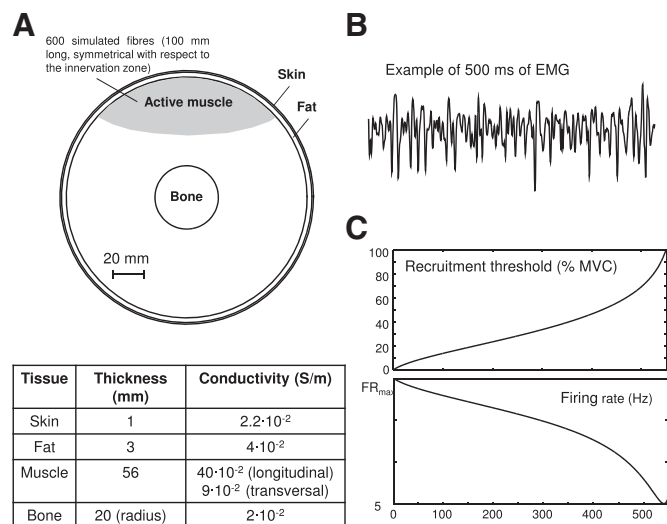 A
600 simulated fibres (100 mm
long, symmetrical with respect to
the innervation zone)
Skin
Active muscle
Fat
Bone
20 mm
Tissue Thickness (mm) Conductivity (S/m)
Skin 1 2.2·10-2
Fat 3 4·10-2
Muscle 56 40·10-2 (longitudinal)
9·10-2 (transversal)
Bone 20 (radius) 2·10-2
B
Example of 500 ms of EMG
C
100
80
60
40
20
0
Recruitment threshold (% MVC)
FRmax
Firing rate (Hz)
5
0 100 200 300 400 500